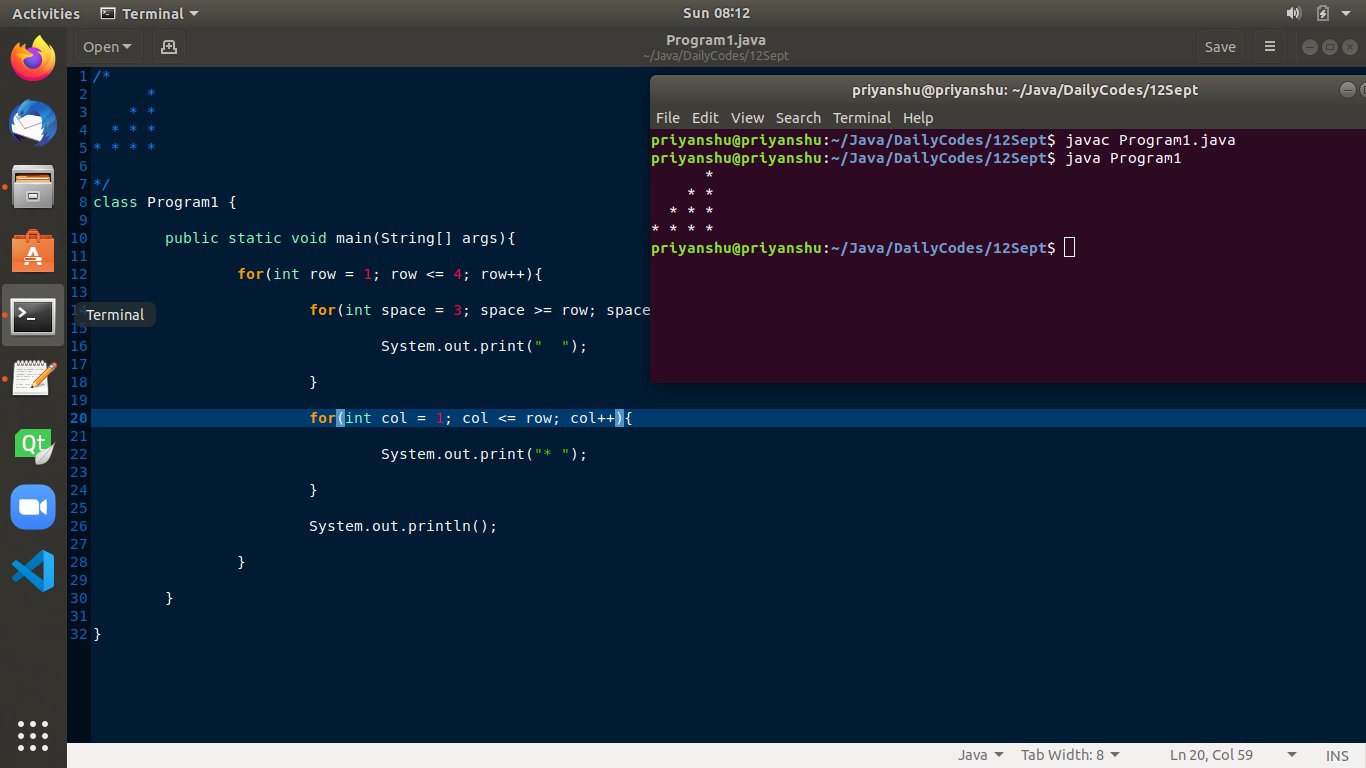 Activities Terminal Sun 08:12
Open Program1.java Save
~/Java/DailyCodes/12Sept
1 /*
2       *
3     * *
4   * * *
5 * * * *
6
7 */
8 class Program1 {
9
10         public static void main(String[] args){
11
12                 for(int row = 1; row <= 4; row++){
13
14                         for(int space = 3; space >= row; space
15
16                                 System.out.print("  ");
17
18                         }
19
20                         for(int col = 1; col <= row; col++){
21
22                                 System.out.print("* ");
23
24                         }
25
26                         System.out.println();
27
28                 }
29
30         }
31
32 }
Terminal
priyanshu@priyanshu: ~/Java/DailyCodes/12Sept
File Edit View Search Terminal Help
priyanshu@priyanshu:~/Java/DailyCodes/12Sept$ javac Program1.java
priyanshu@priyanshu:~/Java/DailyCodes/12Sept$ java Program1
      *
    * *
  * * *
* * * *
priyanshu@priyanshu:~/Java/DailyCodes/12Sept$
Qt
Java Tab Width: 8 Ln 20, Col 59 INS